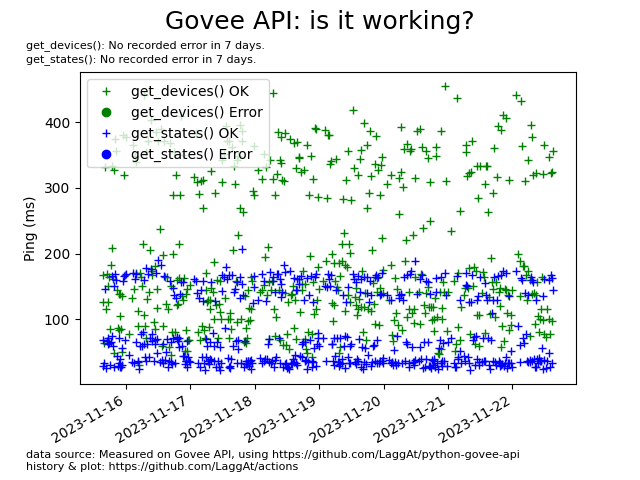 Govee API: is it working?
get_devices(): No recorded error in 7 days.
get_states(): No recorded error in 7 days.
get_devices() OK
get_devices() Error
get_states() OK
get_states() Error
Ping (ms)
400
300
200
100
2023-11-16
2023-11-17
2023-11-18
2023-11-19
2023-11-20
2023-11-21
2023-11-22
data source: Measured on Govee API, using https://github.com/LaggAt/python-govee-api
history & plot: https://github.com/LaggAt/actions